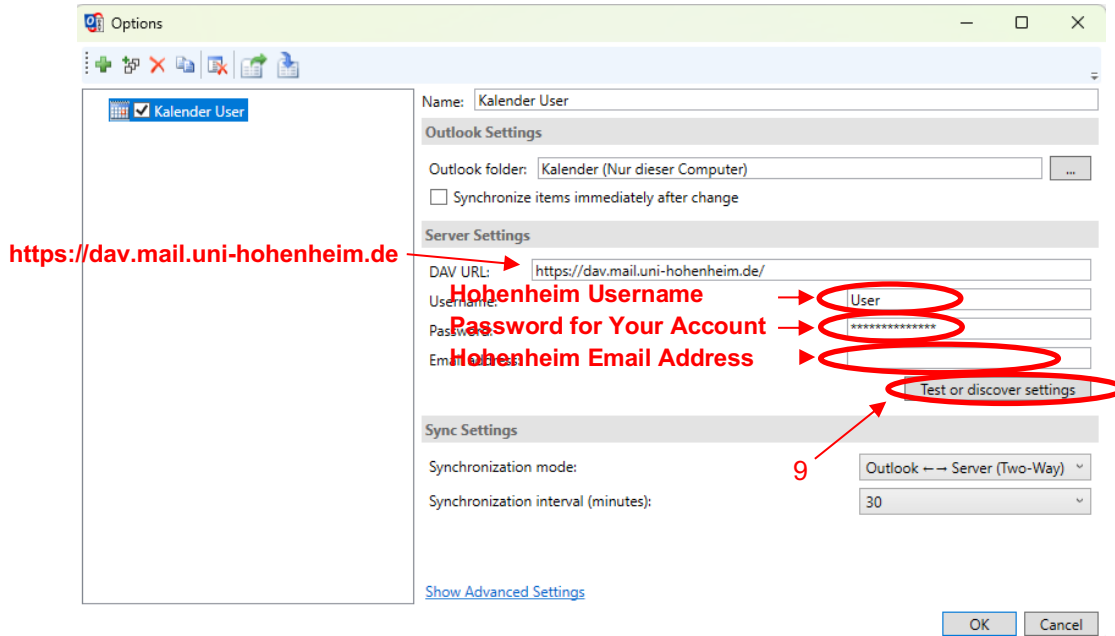 Options
Kalender User
Name: Kalender User
Outlook Settings
Outlook folder: Kalender (Nur dieser Computer) ...
Synchronize items immediately after change
Server Settings
https://dav.mail.uni-hohenheim.de
DAV URL: https://dav.mail.uni-hohenheim.de/
Hohenheim Username
Username: User
Password for Your Account
Password: **************
Hohenheim Email Address
Email address:
Test or discover settings
9
Sync Settings
Synchronization mode: Outlook ←→ Server (Two-Way)
Synchronization interval (minutes): 30
Show Advanced Settings
OK Cancel